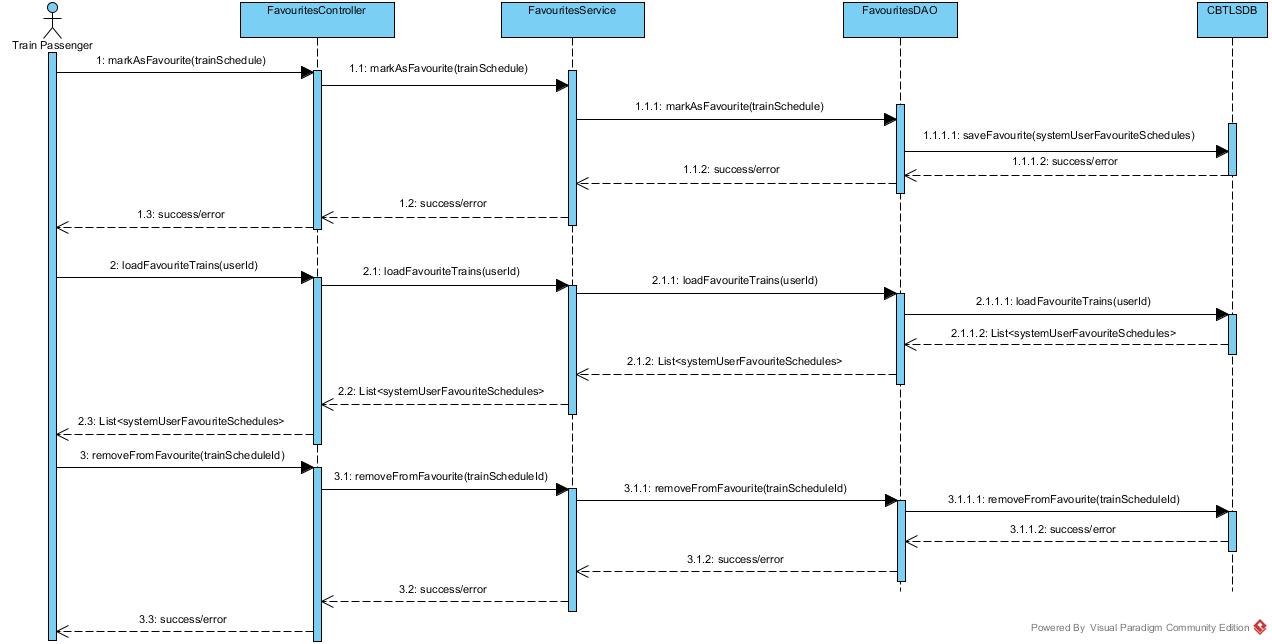 FavouritesController
FavouritesService
FavouritesDAO
CBTLSDB
Train Passenger
1: markAsFavourite(trainSchedule)
1.1: markAsFavourite(trainSchedule)
1.1.1: markAsFavourite(trainSchedule)
1.1.1.1: saveFavourite(systemUserFavouriteSchedules)
1.1.1.2: success/error
1.1.2: success/error
1.2: success/error
1.3: success/error
2: loadFavouriteTrains(userId)
2.1: loadFavouriteTrains(userId)
2.1.1: loadFavouriteTrains(userId)
2.1.1.1: loadFavouriteTrains(userId)
2.1.1.2: List<systemUserFavouriteSchedules>
2.1.2: List<systemUserFavouriteSchedules>
2.2: List<systemUserFavouriteSchedules>
2.3: List<systemUserFavouriteSchedules>
3: removeFromFavourite(trainScheduleId)
3.1: removeFromFavourite(trainScheduleId)
3.1.1: removeFromFavourite(trainScheduleId)
3.1.1.1: removeFromFavourite(trainScheduleId)
3.1.1.2: success/error
3.1.2: success/error
3.2: success/error
3.3: success/error
Powered By Visual Paradigm Community Edition